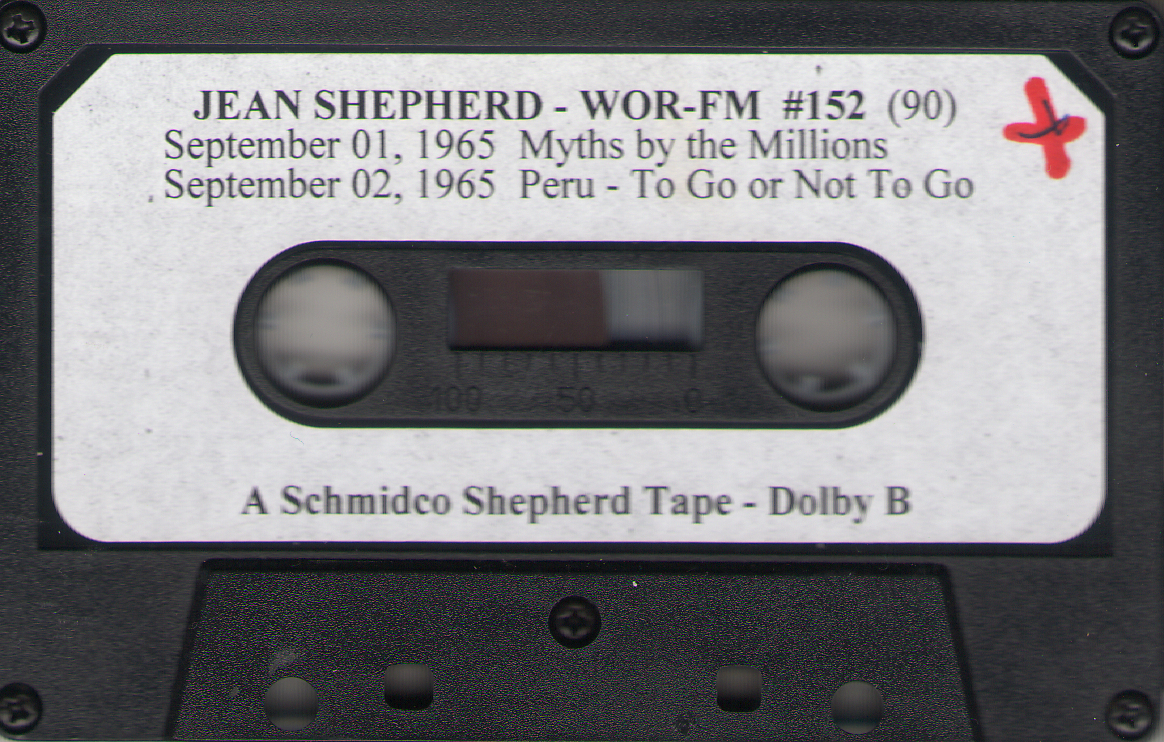 JEAN SHEPHERD - WOR-FM #152 (90)
September 01, 1965 Myths by the Millions
September 02, 1965 Peru - To Go or Not To Go
100 50 0
A Schmidco Shepherd Tape - Dolby B